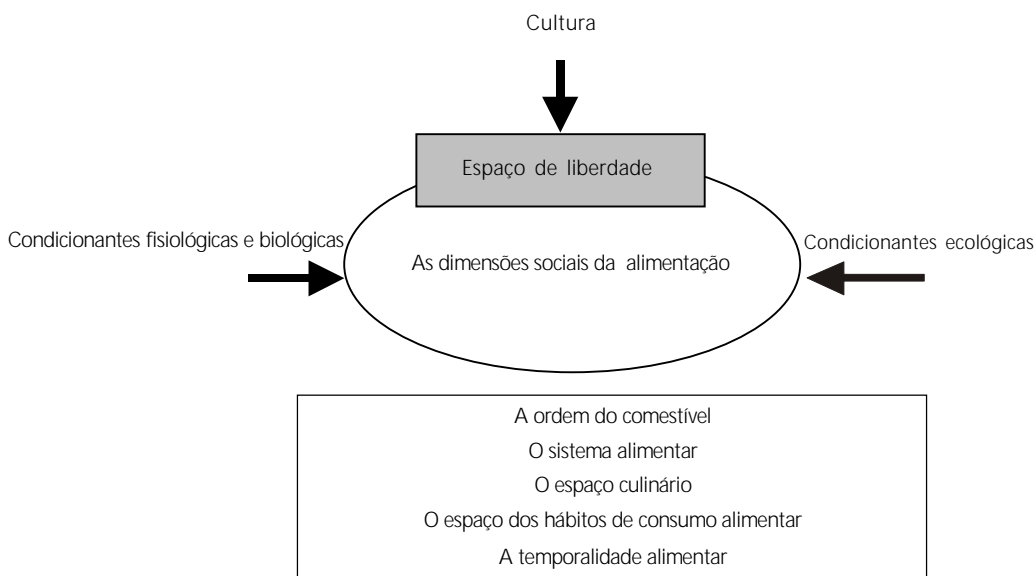 Cultura
Espaço de liberdade
Condicionantes fisiológicas e biológicas
Condicionantes ecológicas
As dimensões sociais da alimentação
A ordem do comestível
O sistema alimentar
O espaço culinário
O espaço dos hábitos de consumo alimentar
A temporalidade alimentar